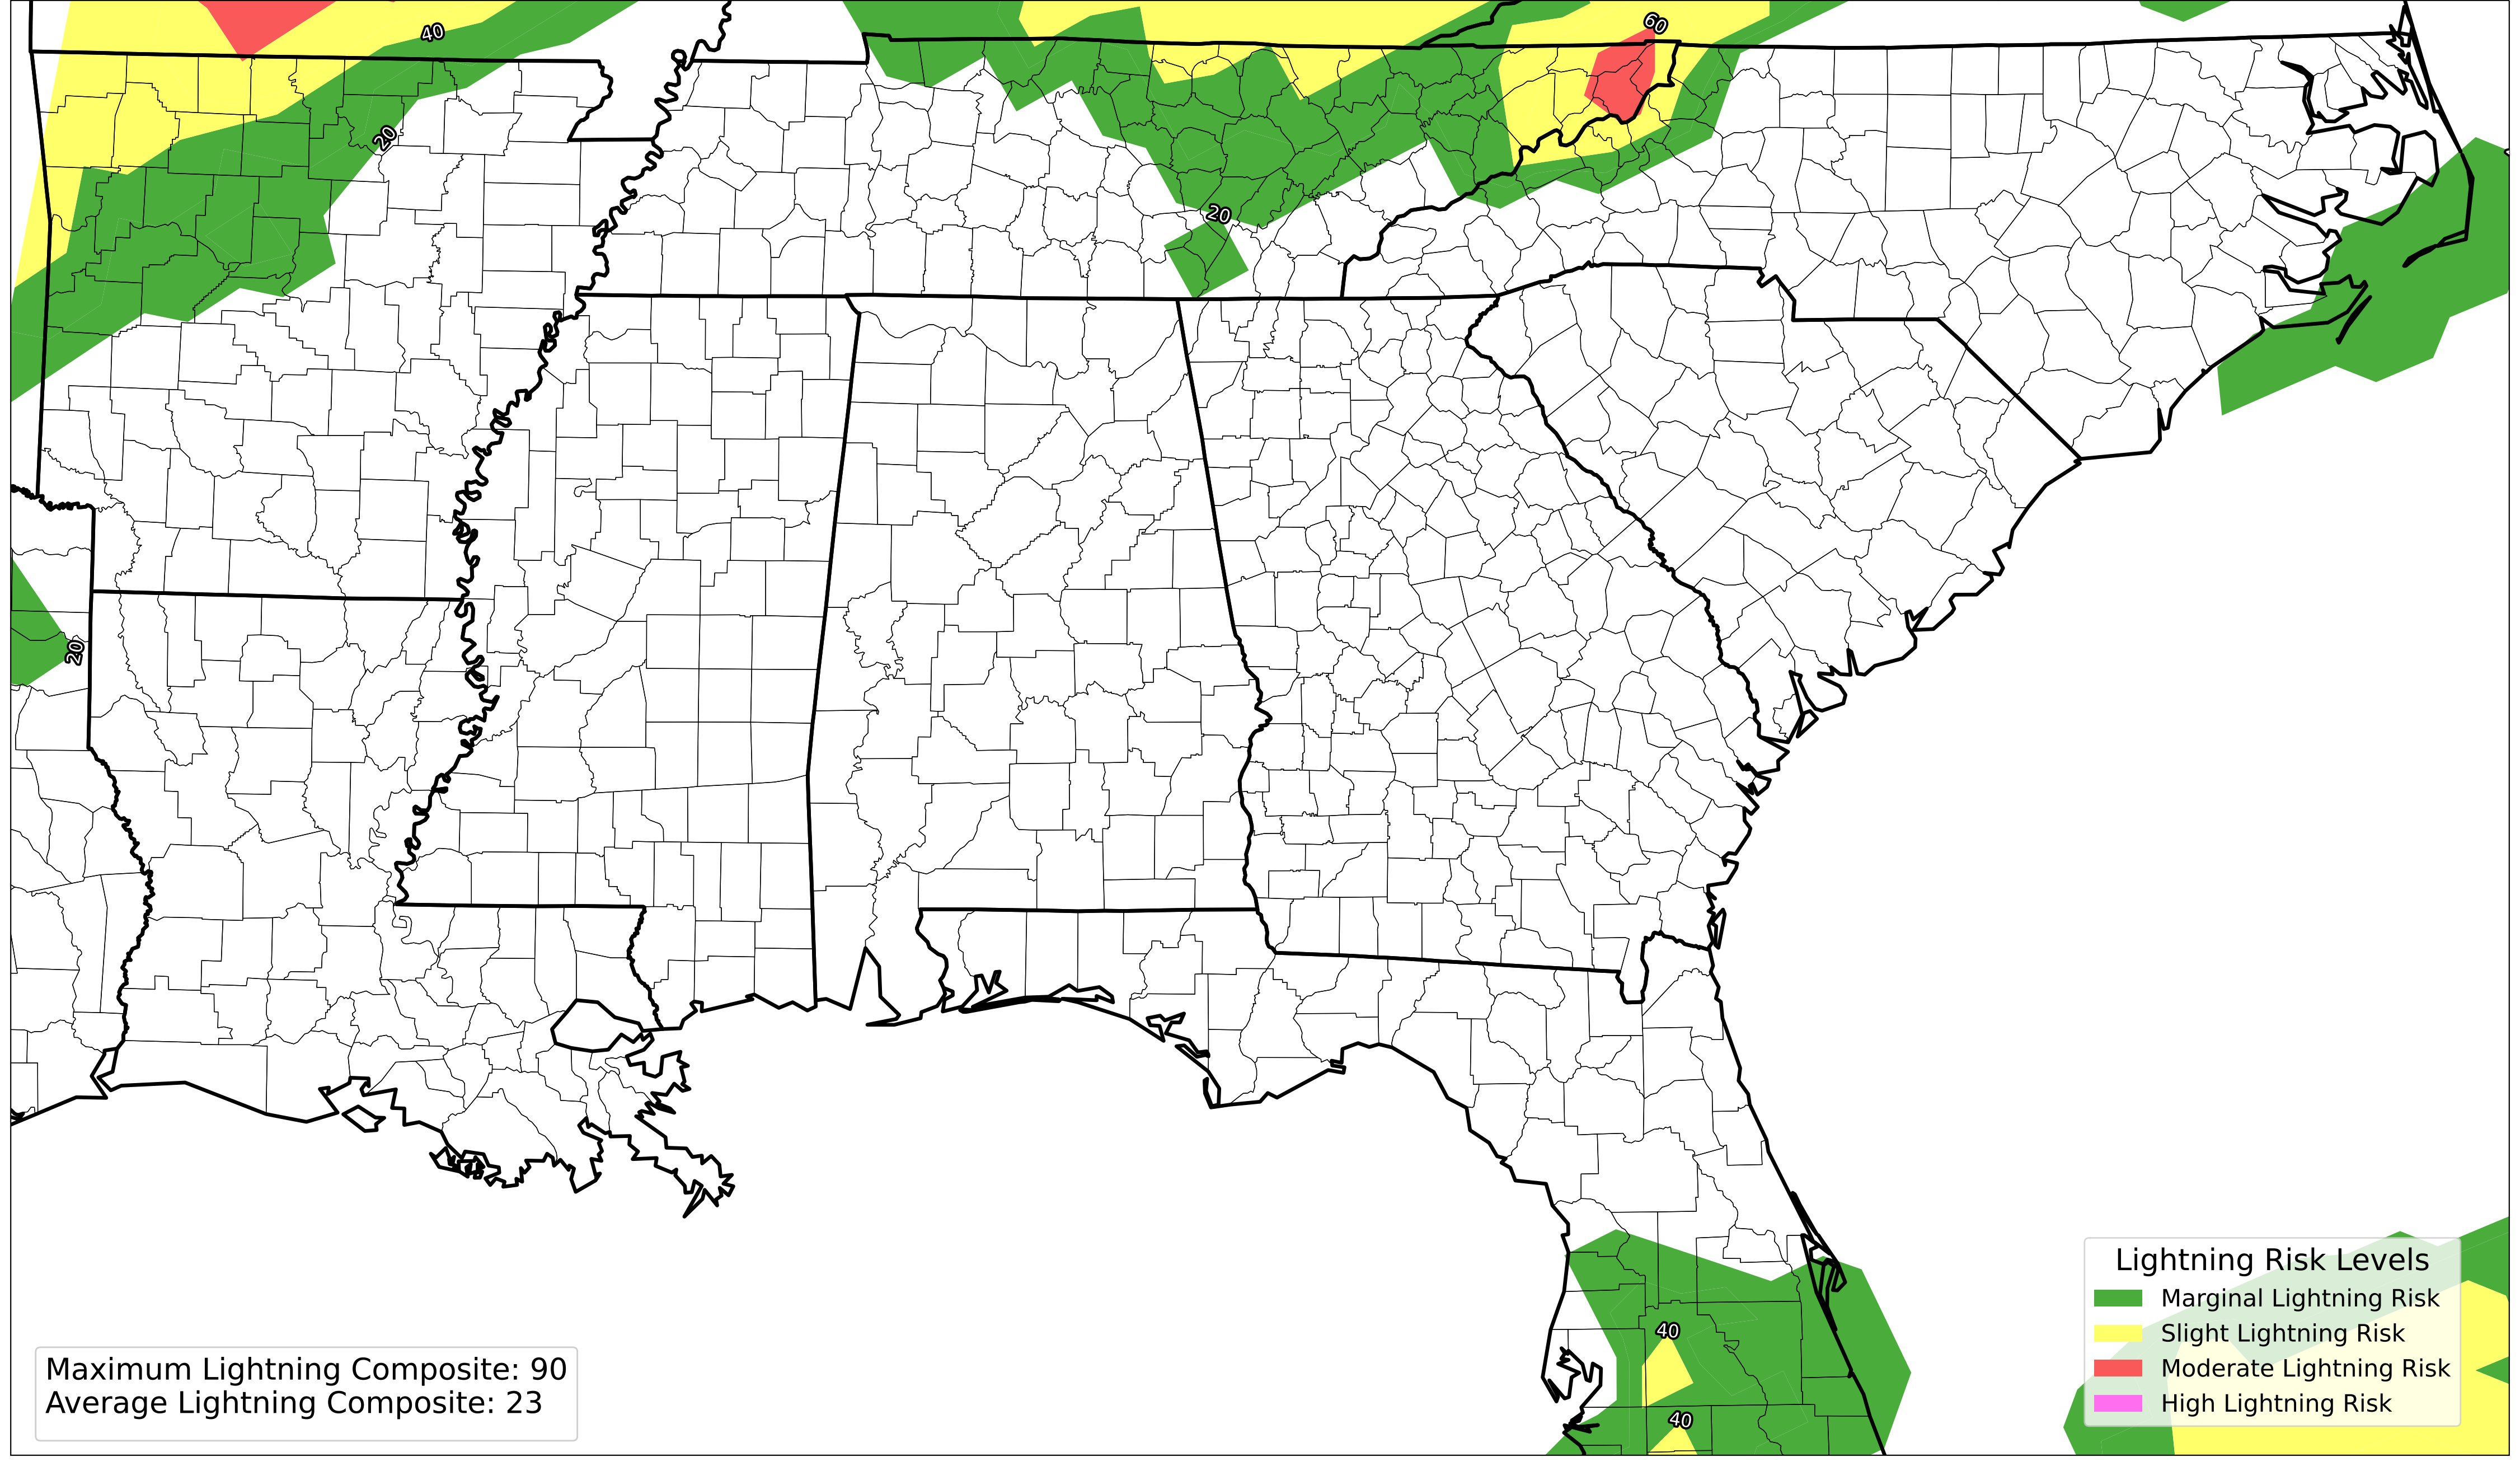 60
40
20
20
20
40
40
Lightning Risk Levels
Marginal Lightning Risk
Slight Lightning Risk
Moderate Lightning Risk
High Lightning Risk
Maximum Lightning Composite: 90
Average Lightning Composite: 23